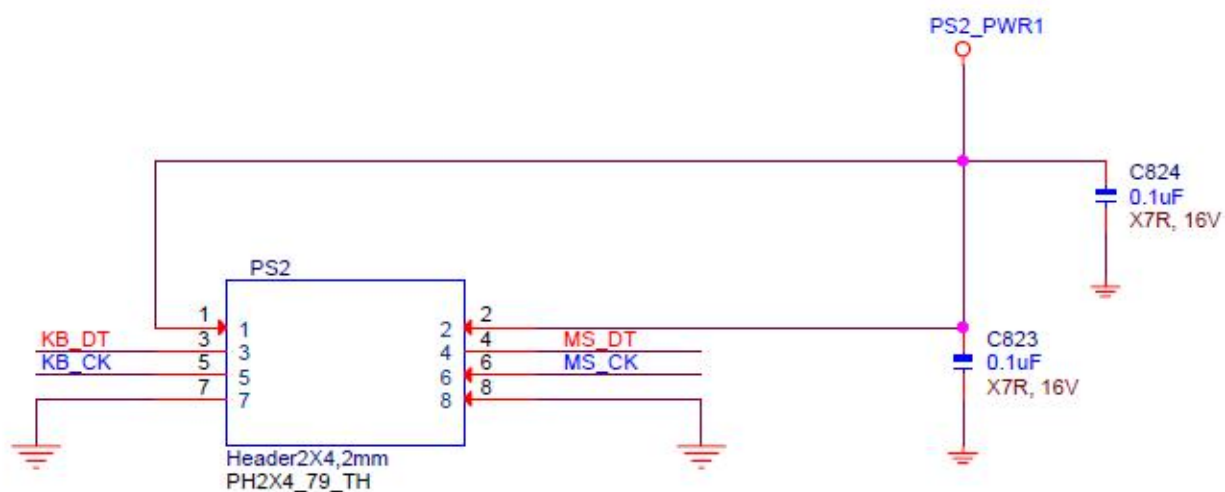 PS2_PWR1
C824
0.1uF
X7R, 16V
PS2
1 1 2 2
KB_DT 3 3 4 4 MS_DT
KB_CK 5 5 6 6 MS_CK
7 7 8 8
C823
0.1uF
X7R, 16V
Header2X4,2mm
PH2X4_79_TH